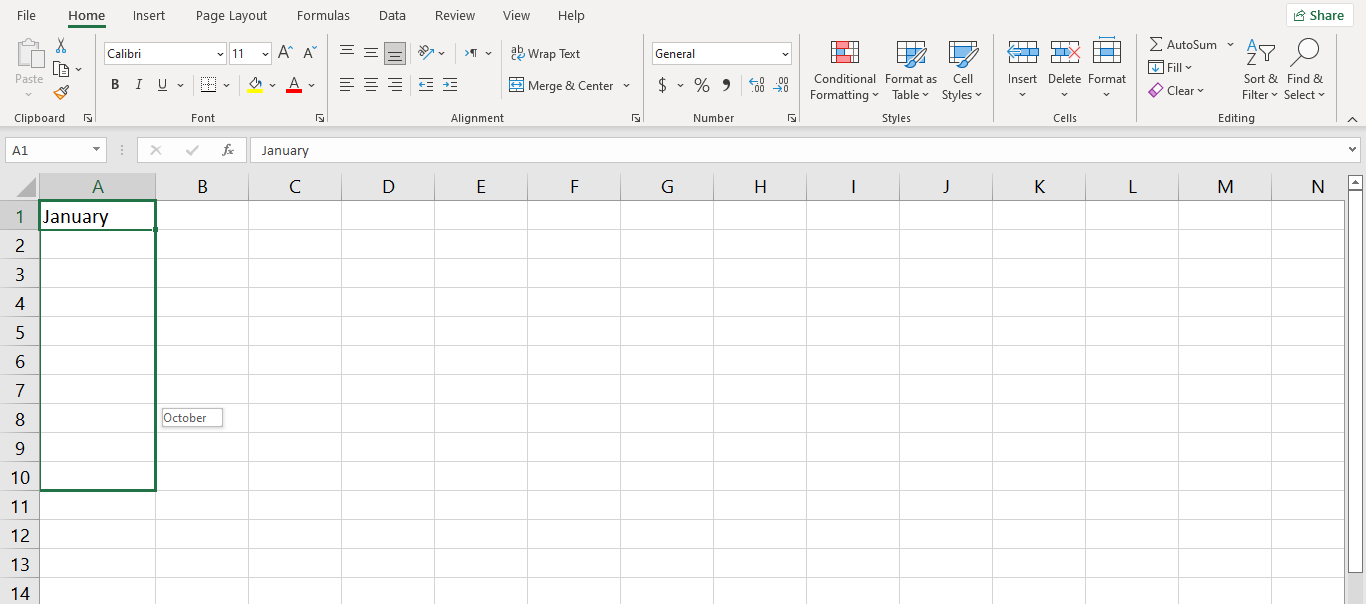 File Home Insert Page Layout Formulas Data Review View Help Share
Paste Calibri 11 A A ab Wrap Text General Conditional Formatting Format as Table Cell Styles Insert Delete Format AutoSum Sort & Filter Find & Select
B I U A Merge & Center $ % , .00 .00 Fill
Clear
Clipboard Font Alignment Number Styles Cells Editing
A1 fx January
A B C D E F G H I J K L M N
1 January
2
3
4
5
6
7
8 October
9
10
11
12
13
14